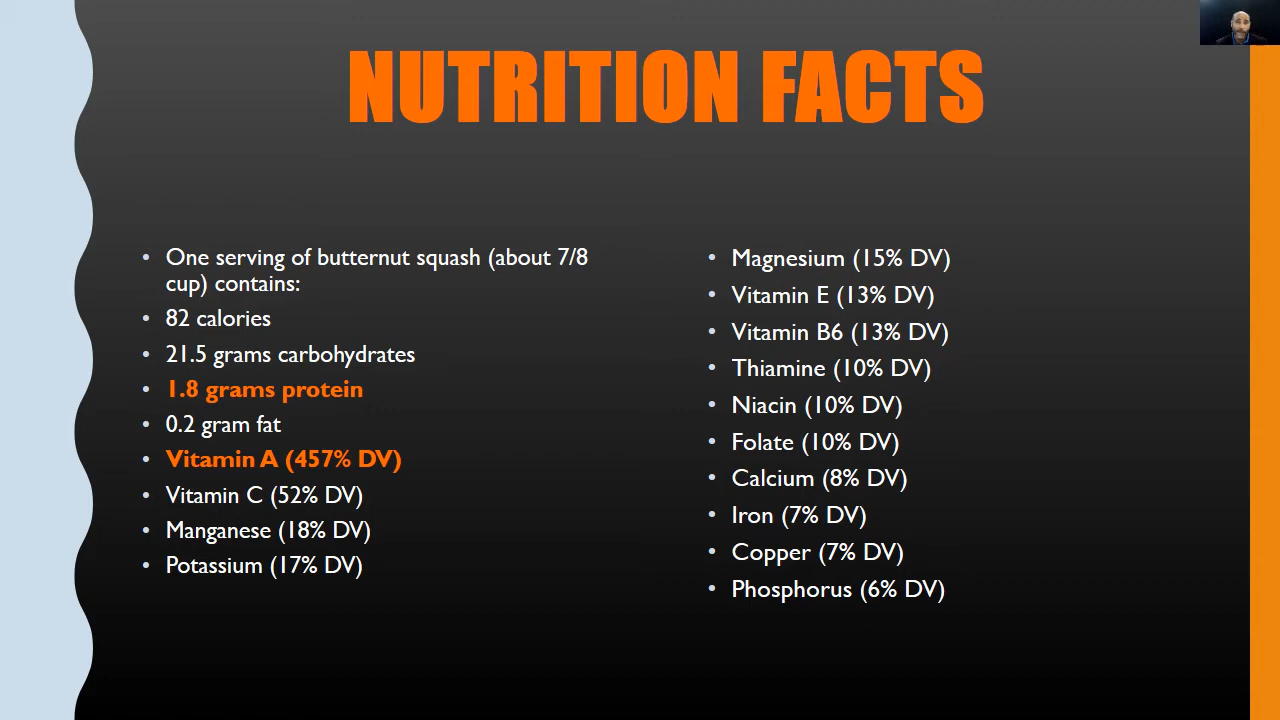 NUTRITION FACTS
• One serving of butternut squash (about 7/8
cup) contains:
• 82 calories
• 21.5 grams carbohydrates
• 1.8 grams protein
• 0.2 gram fat
• Vitamin A (457% DV)
• Vitamin C (52% DV)
• Manganese (18% DV)
• Potassium (17% DV)
• Magnesium (15% DV)
• Vitamin E (13% DV)
• Vitamin B6 (13% DV)
• Thiamine (10% DV)
• Niacin (10% DV)
• Folate (10% DV)
• Calcium (8% DV)
• Iron (7% DV)
• Copper (7% DV)
• Phosphorus (6% DV)